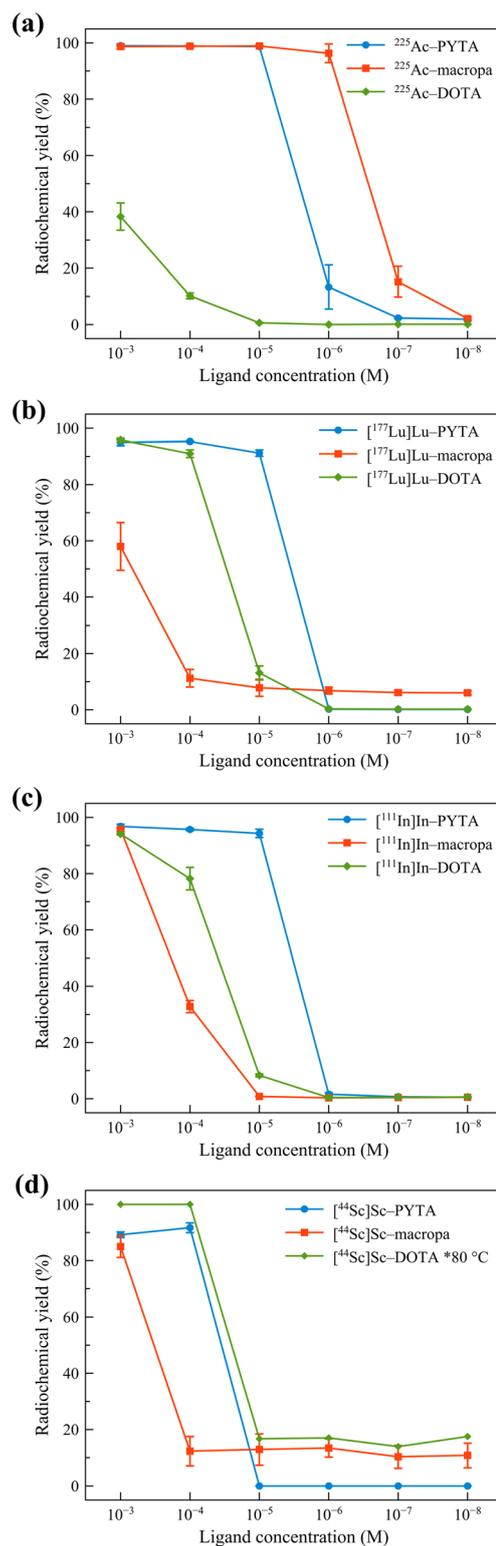 (a)
100
80
60
40
20
0
Radiochemical yield (%)
²²⁵Ac–PYTA
²²⁵Ac–macropa
²²⁵Ac–DOTA
10⁻³ 10⁻⁴ 10⁻⁵ 10⁻⁶ 10⁻⁷ 10⁻⁸
Ligand concentration (M)
(b)
100
80
60
40
20
0
Radiochemical yield (%)
[¹⁷⁷Lu]Lu–PYTA
[¹⁷⁷Lu]Lu–macropa
[¹⁷⁷Lu]Lu–DOTA
10⁻³ 10⁻⁴ 10⁻⁵ 10⁻⁶ 10⁻⁷ 10⁻⁸
Ligand concentration (M)
(c)
100
80
60
40
20
0
Radiochemical yield (%)
[¹¹¹In]In–PYTA
[¹¹¹In]In–macropa
[¹¹¹In]In–DOTA
10⁻³ 10⁻⁴ 10⁻⁵ 10⁻⁶ 10⁻⁷ 10⁻⁸
Ligand concentration (M)
(d)
100
80
60
40
20
0
Radiochemical yield (%)
[⁴⁴Sc]Sc–PYTA
[⁴⁴Sc]Sc–macropa
[⁴⁴Sc]Sc–DOTA *80 °C
10⁻³ 10⁻⁴ 10⁻⁵ 10⁻⁶ 10⁻⁷ 10⁻⁸
Ligand concentration (M)